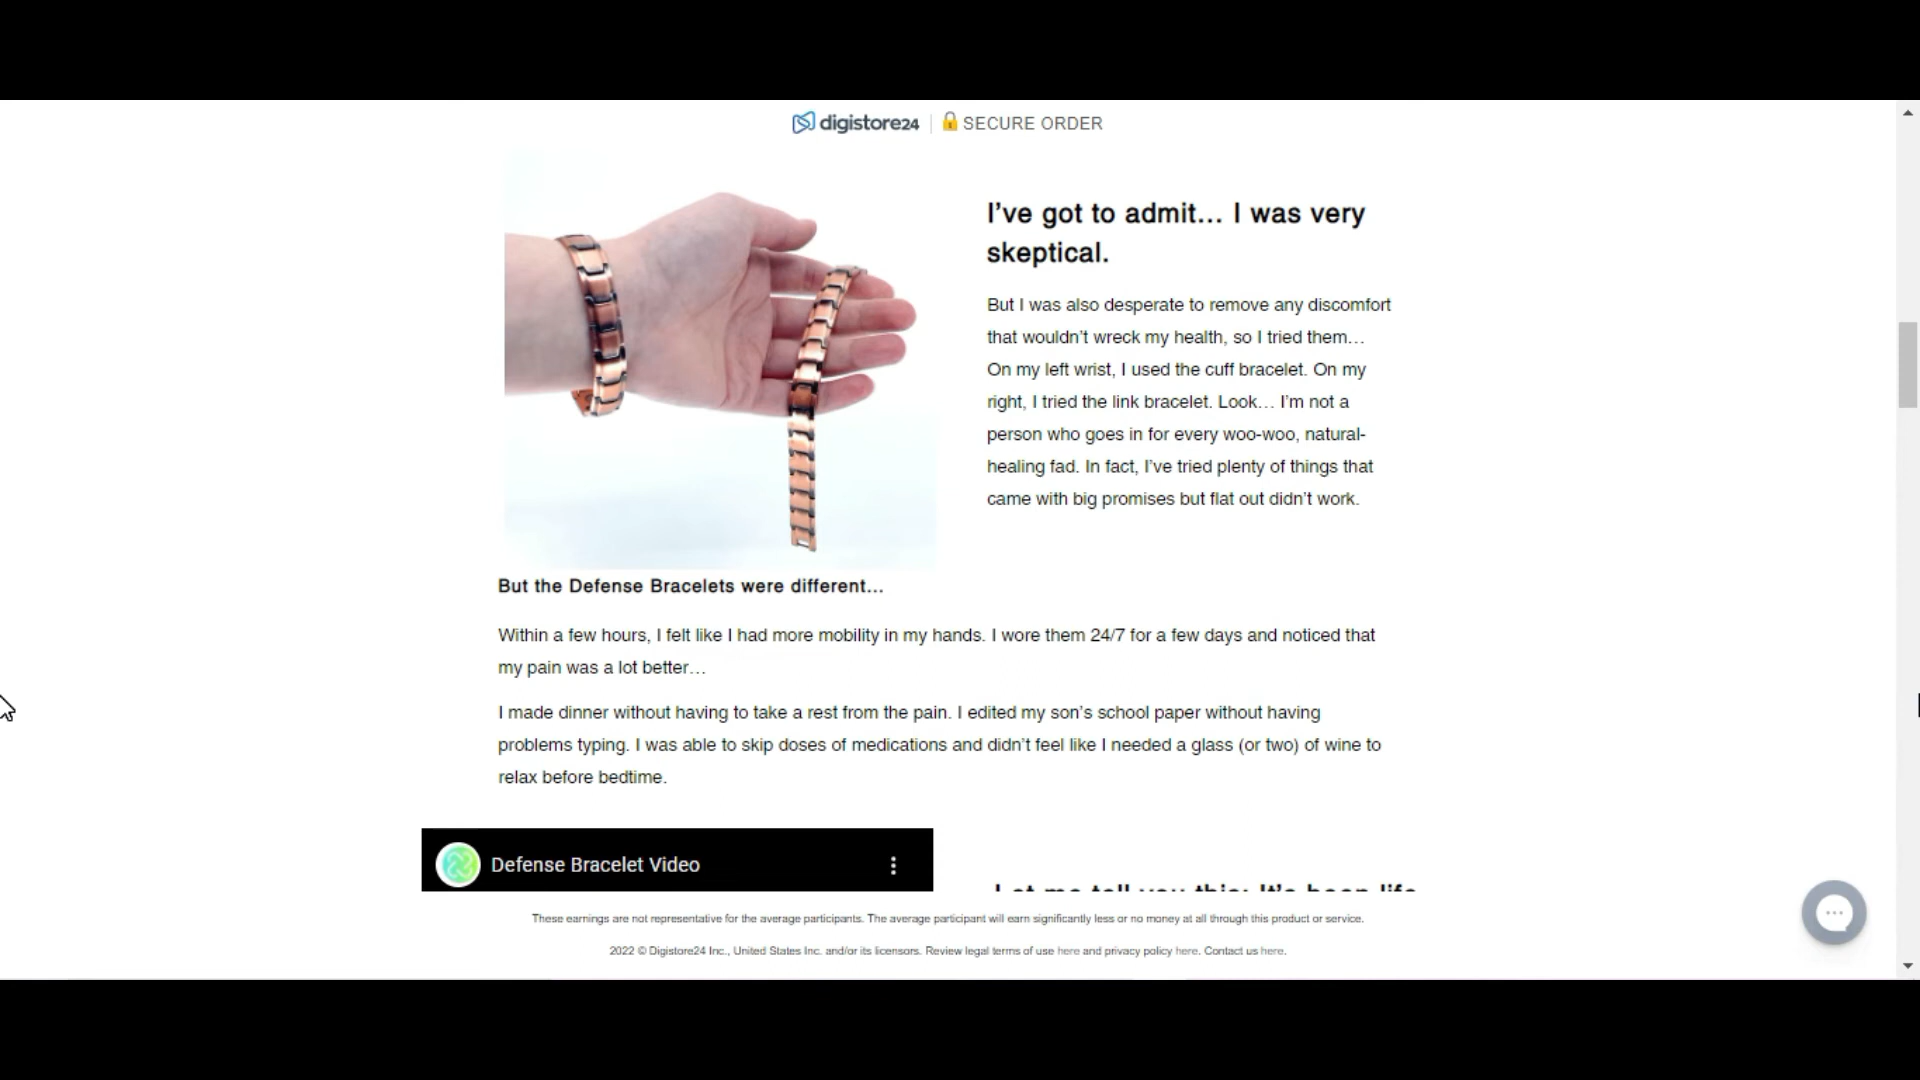 digistore24 | SECURE ORDER
I’ve got to admit… I was very
skeptical.
But I was also desperate to remove any discomfort
that wouldn’t wreck my health, so I tried them…
On my left wrist, I used the cuff bracelet. On my
right, I tried the link bracelet. Look… I’m not a
person who goes in for every woo-woo, natural-
healing fad. In fact, I’ve tried plenty of things that
came with big promises but flat out didn’t work.
But the Defense Bracelets were different…
Within a few hours, I felt like I had more mobility in my hands. I wore them 24/7 for a few days and noticed that
my pain was a lot better…
I made dinner without having to take a rest from the pain. I edited my son’s school paper without having
problems typing. I was able to skip doses of medications and didn’t feel like I needed a glass (or two) of wine to
relax before bedtime.
Defense Bracelet Video
Let me tell you this: It’s been life
These earnings are not representative for the average participants. The average participant will earn significantly less or no money at all through this product or service.
2022 © Digistore24 Inc., United States Inc. and/or its licensors. Review legal terms of use here and privacy policy here. Contact us here.